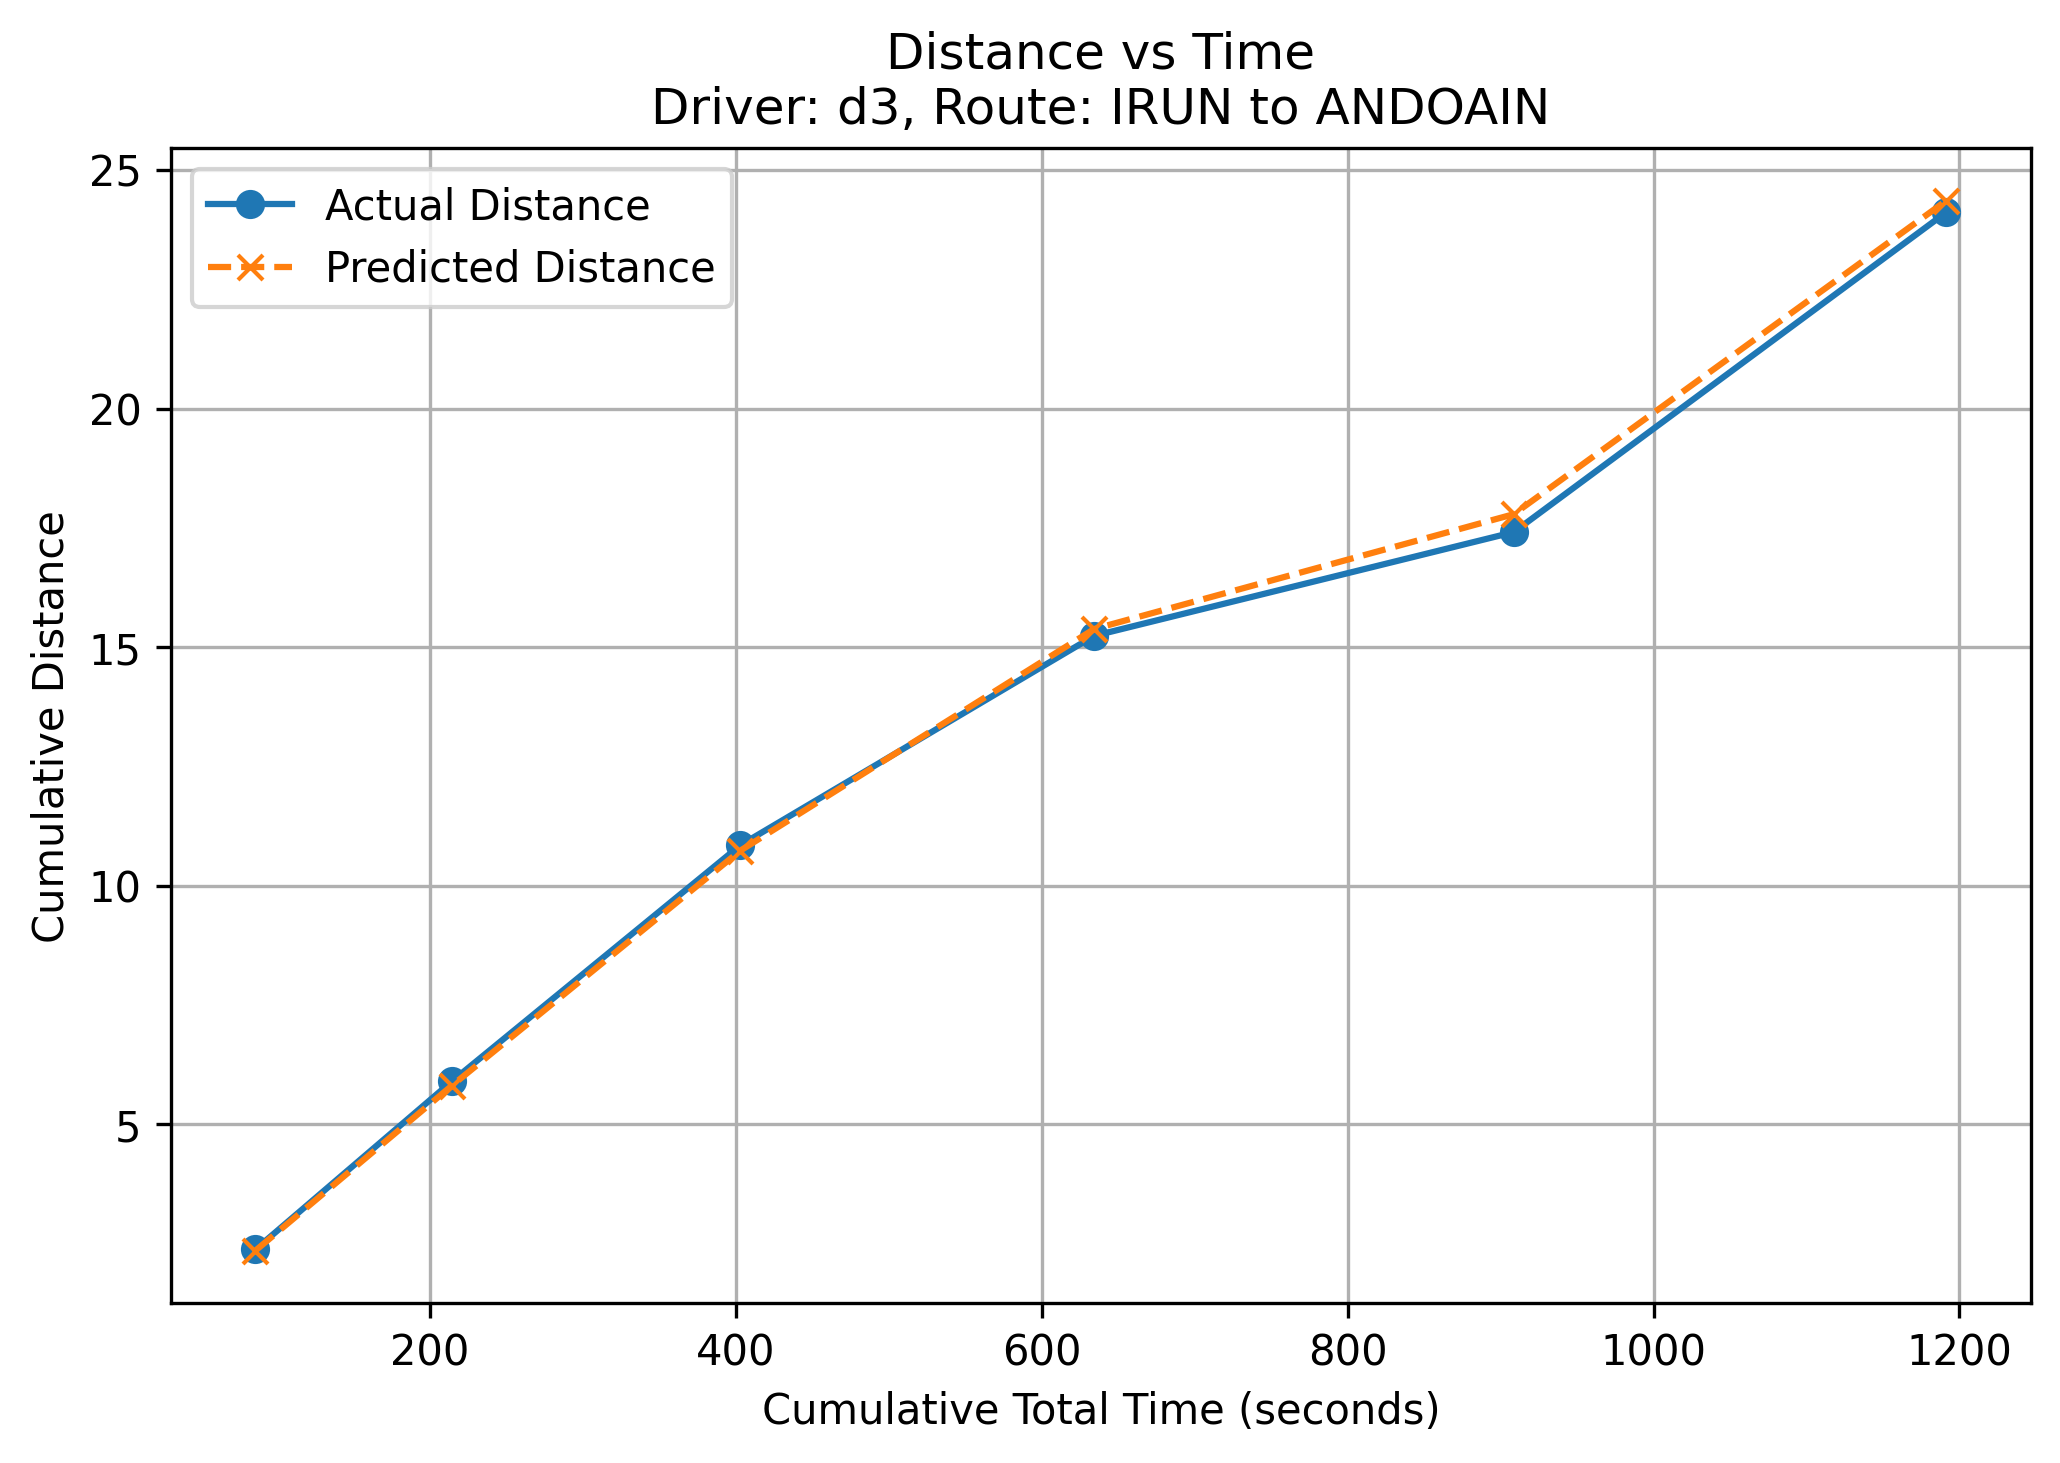 Distance vs Time
Driver: d3, Route: IRUN to ANDOAIN
Actual Distance
Predicted Distance
25
20
15
10
5
Cumulative Distance
200 400 600 800 1000 1200
Cumulative Total Time (seconds)